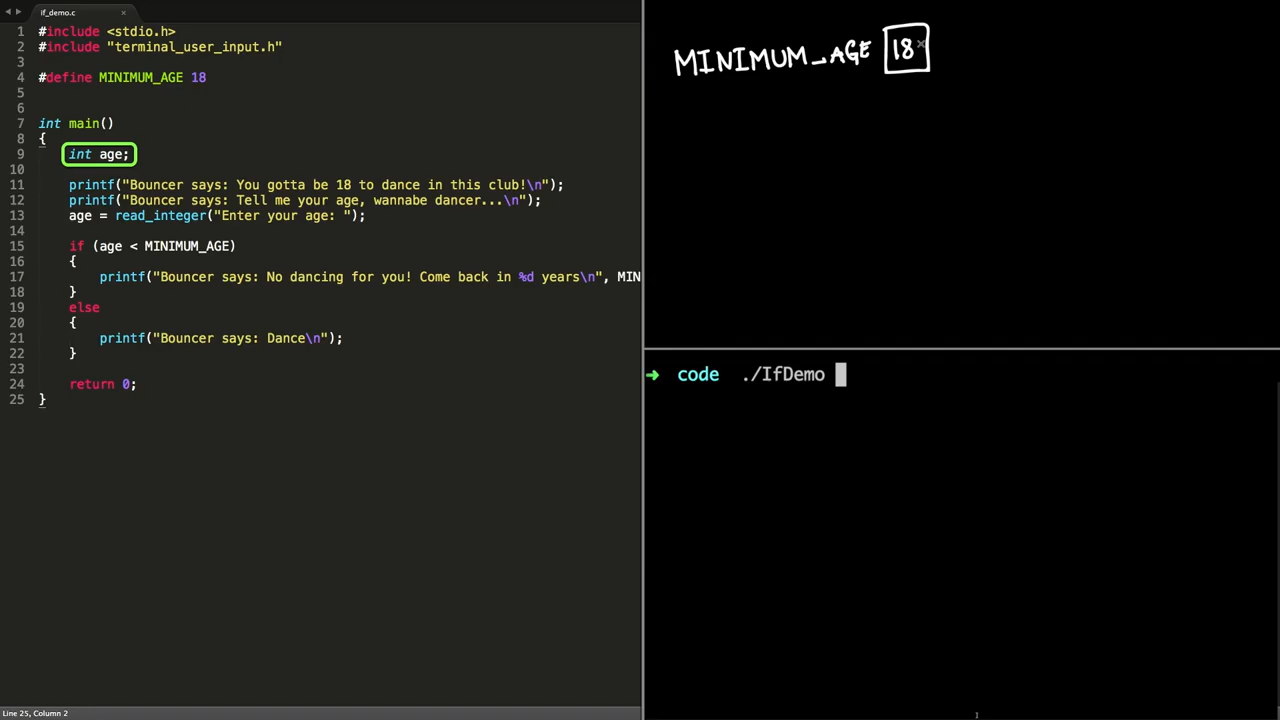 if_demo.c
1 #include <stdio.h>
2 #include "terminal_user_input.h"
3
4 #define MINIMUM_AGE 18
5
6
7 int main()
8 {
9 int age;
10
11 printf("Bouncer says: You gotta be 18 to dance in this club!\n");
12 printf("Bouncer says: Tell me your age, wannabe dancer...\n");
13 age = read_integer("Enter your age: ");
14
15 if (age < MINIMUM_AGE)
16 {
17 printf("Bouncer says: No dancing for you! Come back in %d years\n", MIN
18 }
19 else
20 {
21 printf("Bouncer says: Dance\n");
22 }
23
24 return 0;
25 }
Line 25, Column 2
MINIMUM_AGE 18
➜ code ./IfDemo